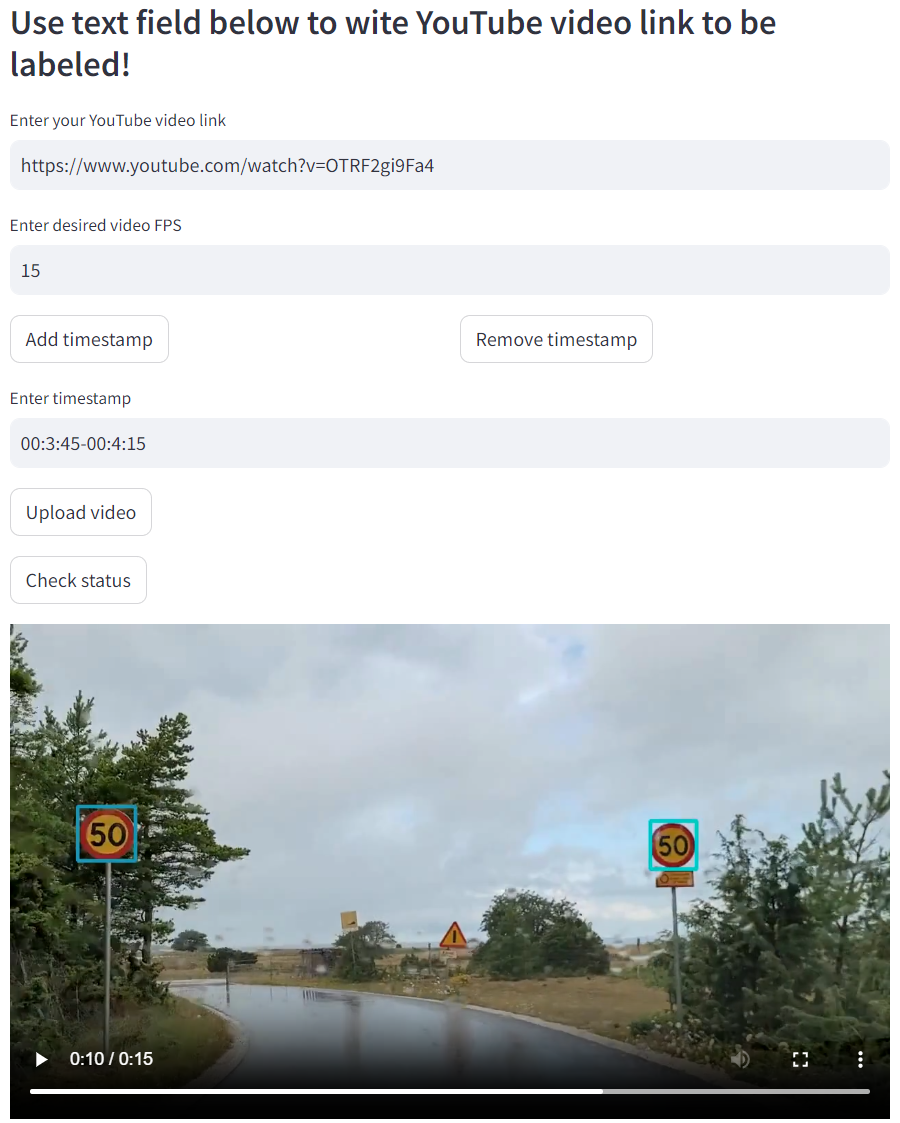 Use text field below to wite YouTube video link to be
labeled!
Enter your YouTube video link
https://www.youtube.com/watch?v=OTRF2gi9Fa4
Enter desired video FPS
15
Add timestamp
Remove timestamp
Enter timestamp
00:3:45-00:4:15
Upload video
Check status
50
50
0:10 / 0:15